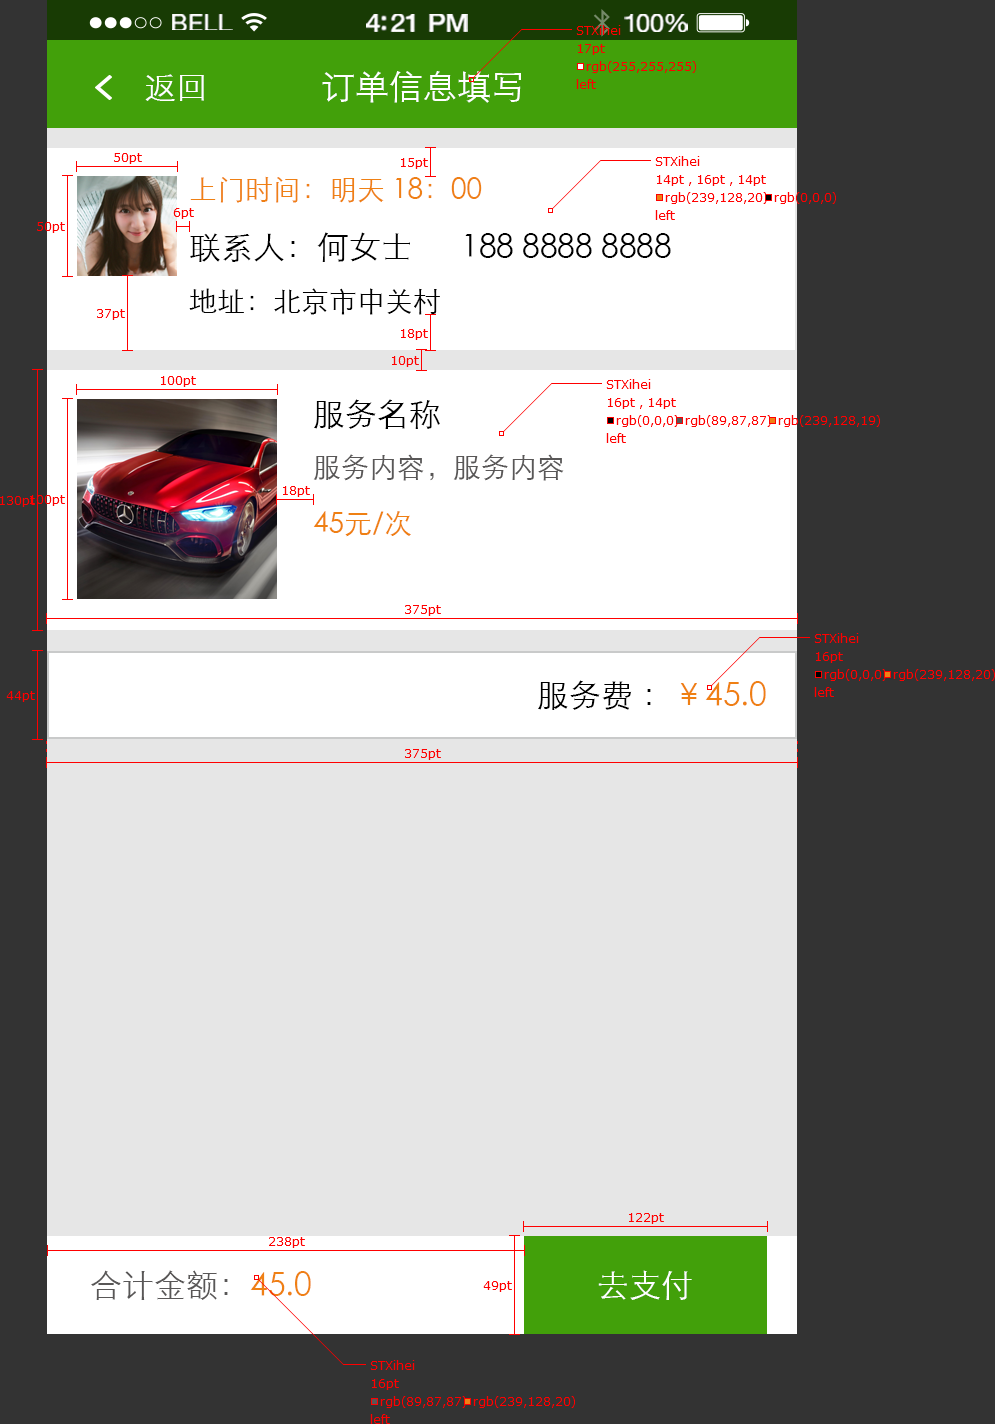 BELL 4:21 PM 100%
STXihei
17pt
rgb(255,255,255)
left
返回 订单信息填写
50pt
15pt
STXihei
14pt , 16pt , 14pt
rgb(239,128,20) rgb(0,0,0)
left
上门时间：明天 18：00
6pt
50pt
联系人：何女士 188 8888 8888
地址：北京市中关村
37pt
18pt
10pt
100pt
STXihei
16pt , 14pt
rgb(0,0,0) rgb(89,87,87) rgb(239,128,19)
left
服务名称
服务内容，服务内容
18pt
130pt
100pt
45元/次
375pt
STXihei
16pt
rgb(0,0,0) rgb(239,128,20)
left
44pt
服务费 ： ￥45.0
375pt
122pt
238pt
49pt
合计金额：45.0
去支付
STXihei
16pt
rgb(89,87,87) rgb(239,128,20)
left